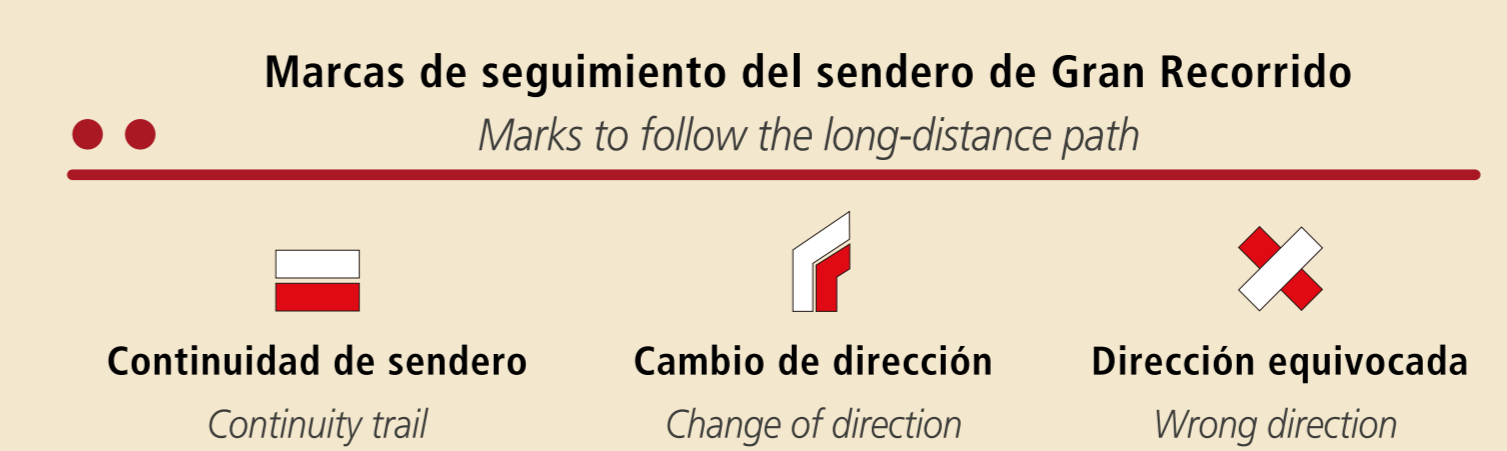 Marcas de seguimiento del sendero de Gran Recorrido
Marks to follow the long-distance path
Continuidad de sendero
Continuity trail
Cambio de dirección
Change of direction
Dirección equivocada
Wrong direction